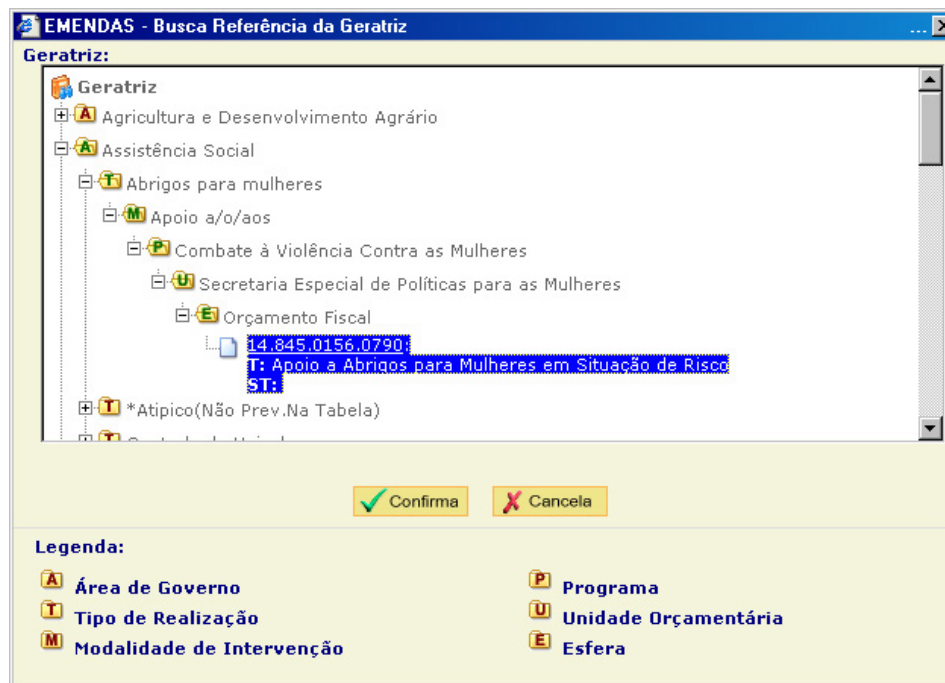 EMENDAS - Busca Referência da Geratriz ...
Geratriz:
Geratriz
A Agricultura e Desenvolvimento Agrário
A Assistência Social
T Abrigos para mulheres
M Apoio a/o/aos
P Combate à Violência Contra as Mulheres
U Secretaria Especial de Políticas para as Mulheres
E Orçamento Fiscal
14.845.0156.0790:
T: Apoio a Abrigos para Mulheres em Situação de Risco
ST:
T *Atipico(Não Prev.Na Tabela)
T
Confirma Cancela
Legenda:
A Área de Governo P Programa
T Tipo de Realização U Unidade Orçamentária
M Modalidade de Intervenção E Esfera